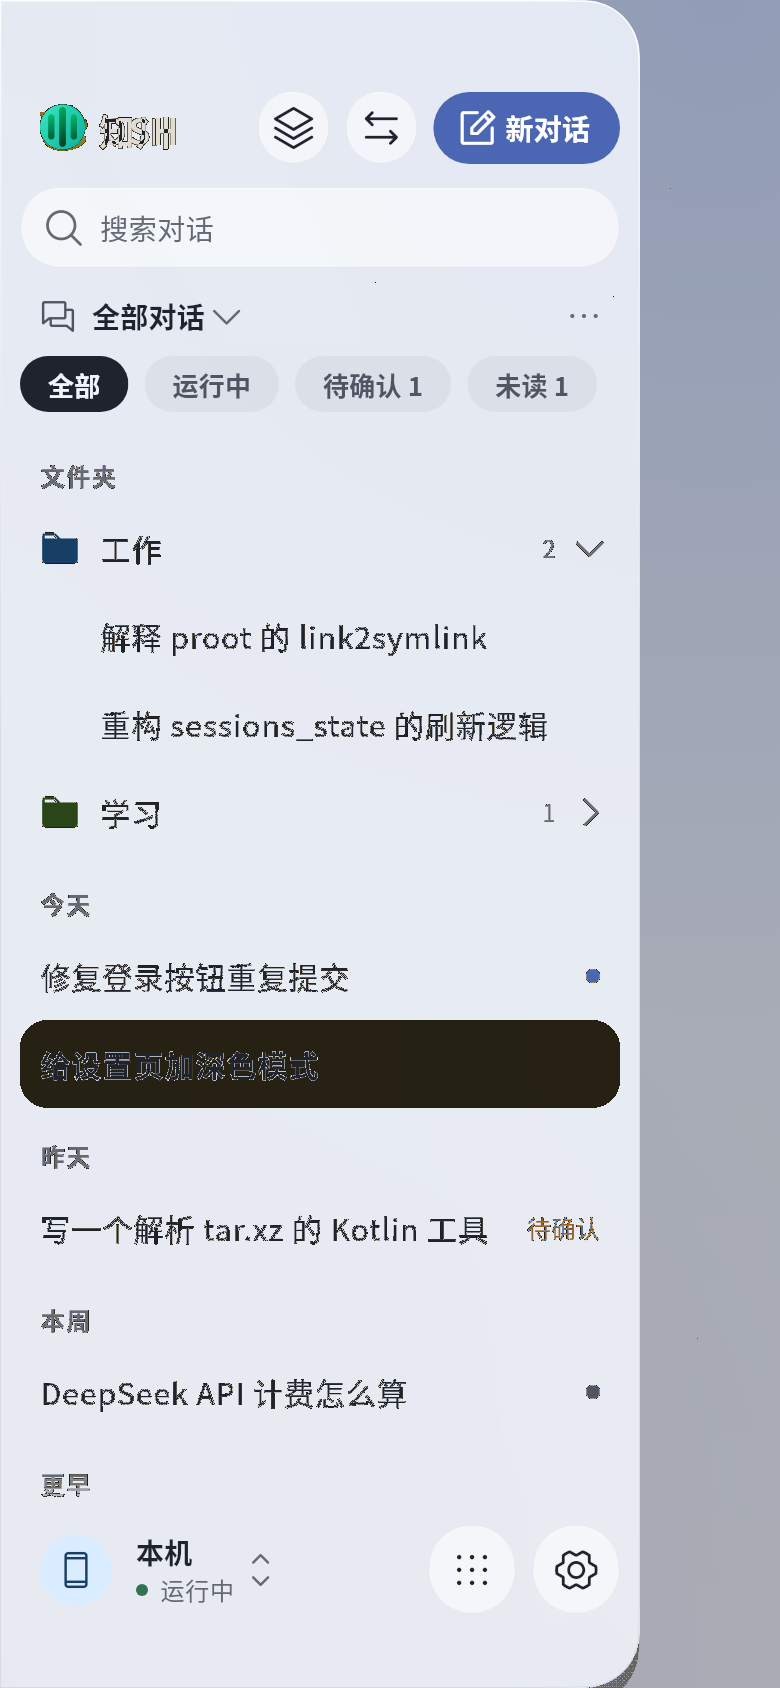 新对话
搜索对话
全部对话
全部 运行中 待确认 1 未读 1
文件夹
工作 2
解释 proot 的 link2symlink
重构 sessions_state 的刷新逻辑
学习 1
今天
修复登录按钮重复提交
给设置页加深色模式
昨天
写一个解析 tar.xz 的 Kotlin 工具 待确认
本周
DeepSeek API 计费怎么算
更早
本机
运行中